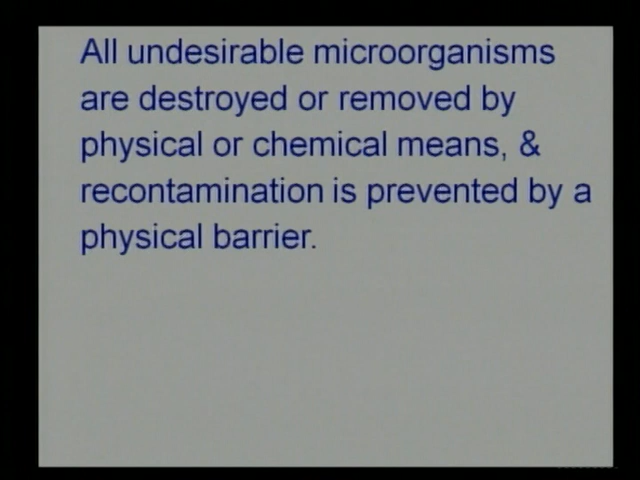 All undesirable microorganisms
are destroyed or removed by
physical or chemical means, &
recontamination is prevented by a
physical barrier.